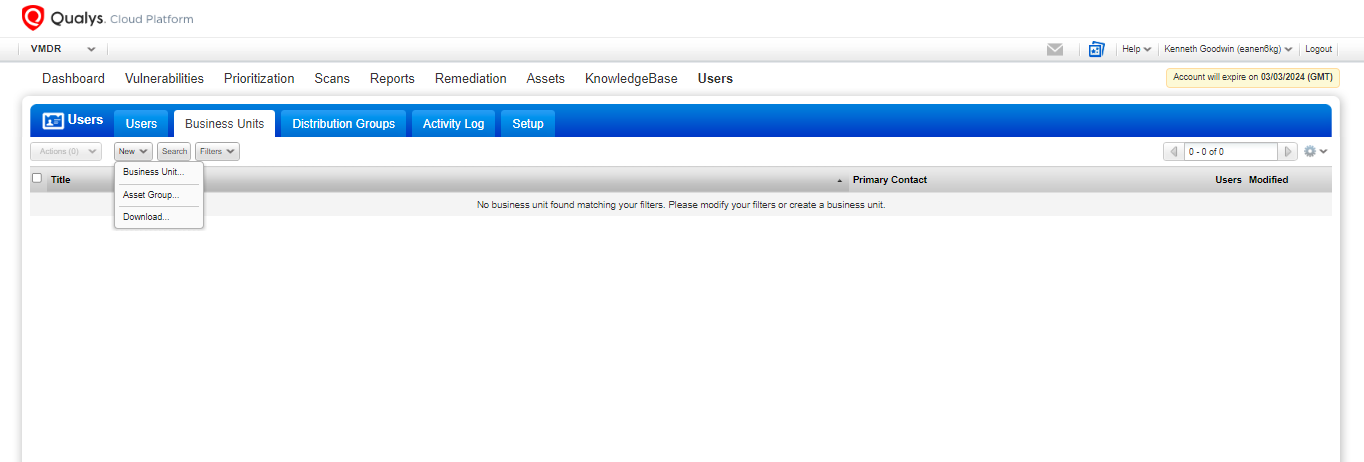 Qualys. Cloud Platform
VMDR Help Kenneth Goodwin (eanen6kg) Logout
Dashboard Vulnerabilities Prioritization Scans Reports Remediation Assets KnowledgeBase Users Account will expire on 03/03/2024 (GMT)
Users Users Business Units Distribution Groups Activity Log Setup
Actions (0) New Search Filters 0 - 0 of 0
Business Unit...
Title Primary Contact Users Modified
Asset Group...
No business unit found matching your filters. Please modify your filters or create a business unit.
Download...